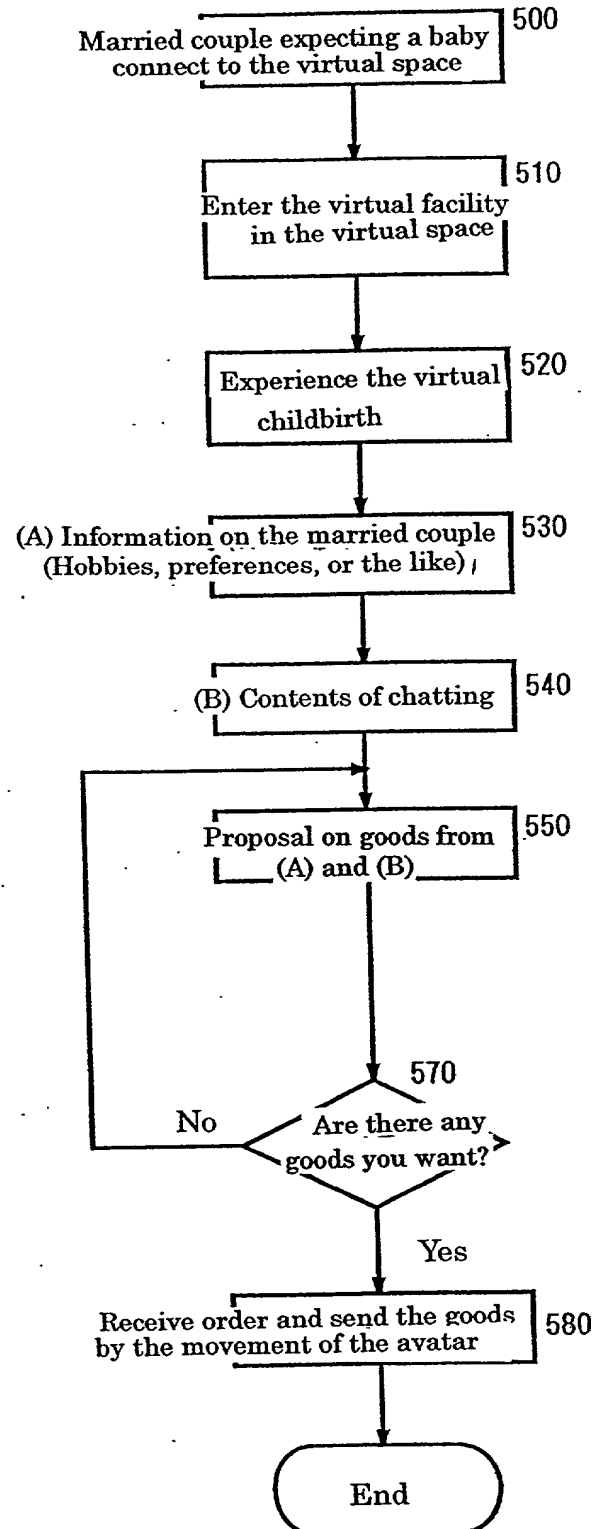 500
Married couple expecting a baby
connect to the virtual space
510
Enter the virtual facility
in the virtual space
520
Experience the virtual
childbirth
530
(A) Information on the married couple
(Hobbies, preferences, or the like)
540
(B) Contents of chatting
550
Proposal on goods from
(A) and (B)
570
No
Are there any
goods you want?
Yes
Receive order and send the goods
by the movement of the avatar
580
End